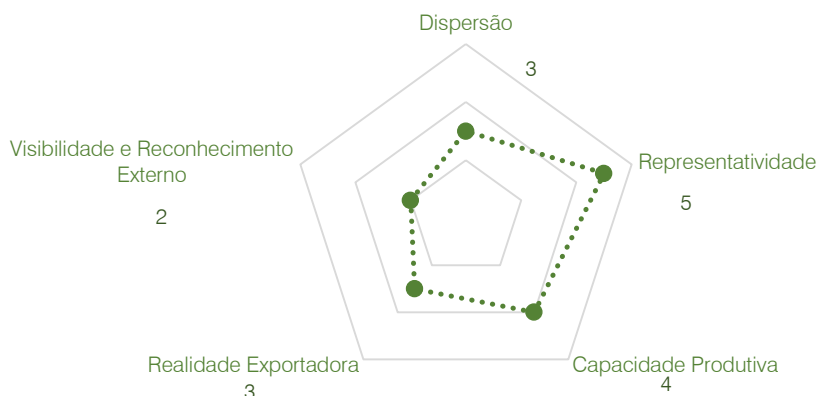 Dispersão
3
Visibilidade e Reconhecimento
Externo
2
Representatividade
5
Realidade Exportadora
3
Capacidade Produtiva
4